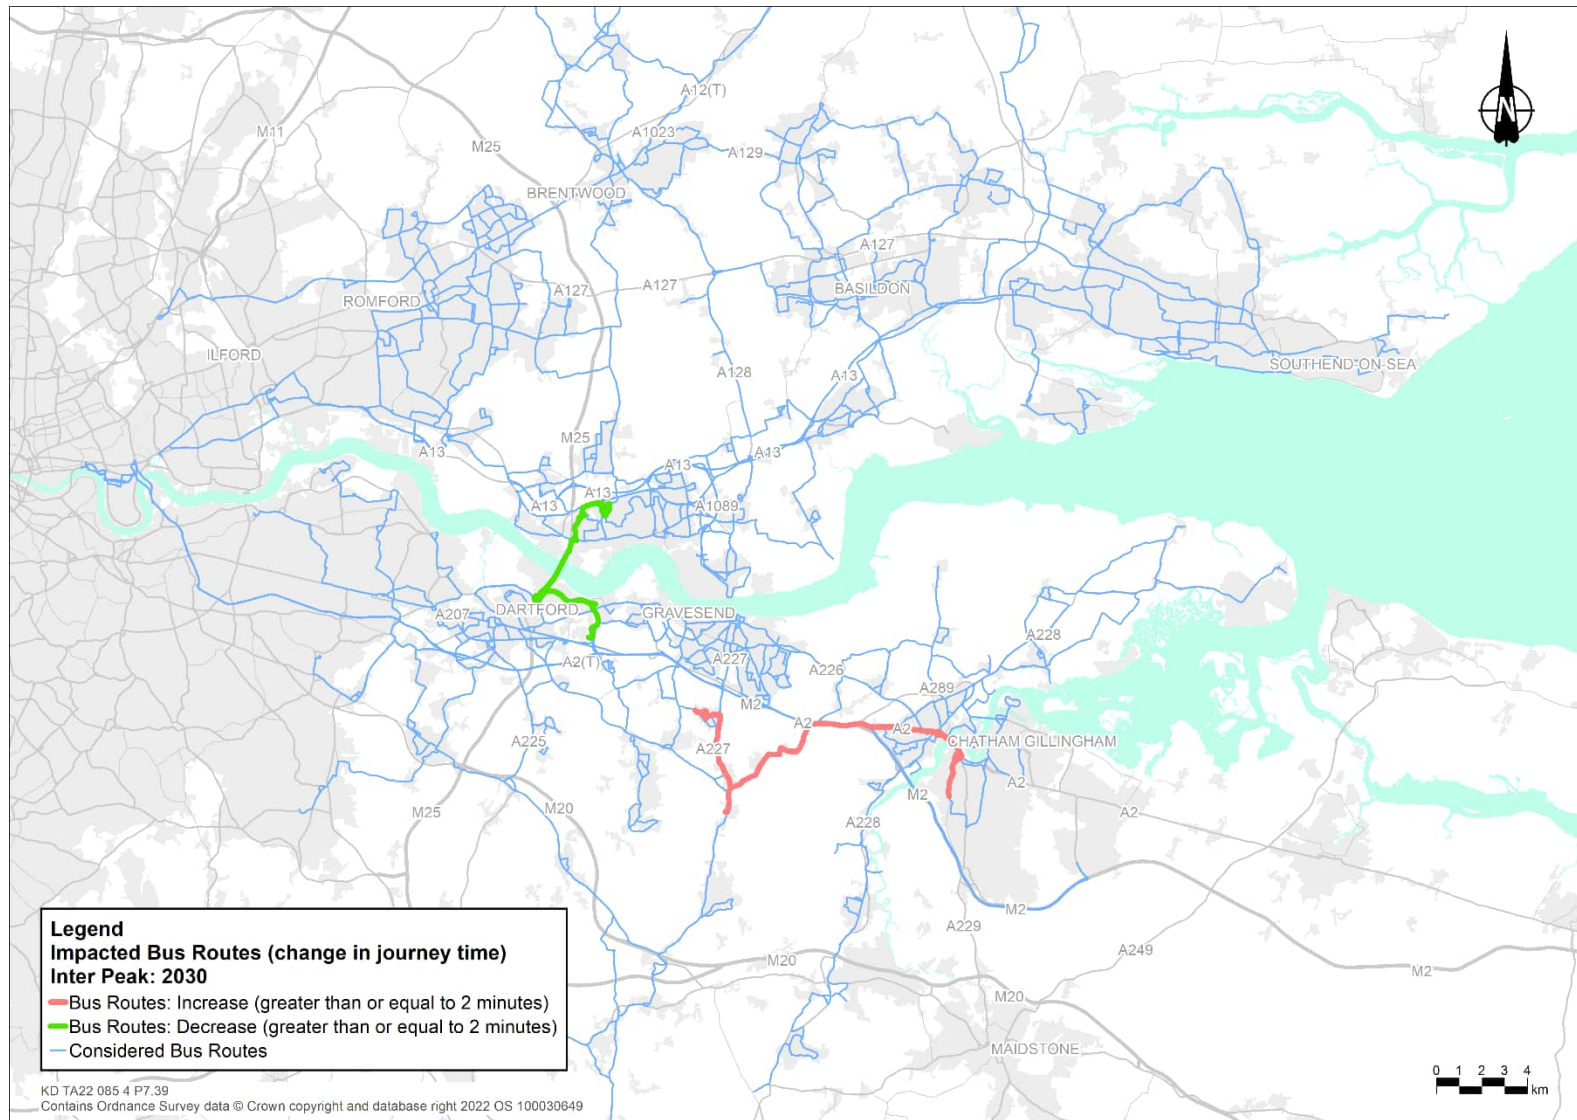 A12(T)
M11
A1023
M25
A129
N
BRENTWOOD
A127
A127
A127
BASILDON
ROMFORD
ILFORD
SOUTHEND-ON-SEA
A128
A13
M25
A13
A13
A13
A13
A13
A1089
DARTFORD
GRAVESEND
A207
A228
A2(T)
A227
A226
A289
M2
A2
A2
CHATHAM GILLINGHAM
A225
A227
A2
M2
A2
M25
M20
A228
M2
A229
A249
M20
M2
M20
MAIDSTONE
Legend
Impacted Bus Routes (change in journey time)
Inter Peak: 2030
Bus Routes: Increase (greater than or equal to 2 minutes)
Bus Routes: Decrease (greater than or equal to 2 minutes)
Considered Bus Routes
0 1 2 3 4
km
KD TA22 085 4 P7.39
Contains Ordnance Survey data © Crown copyright and database right 2022 OS 100030649